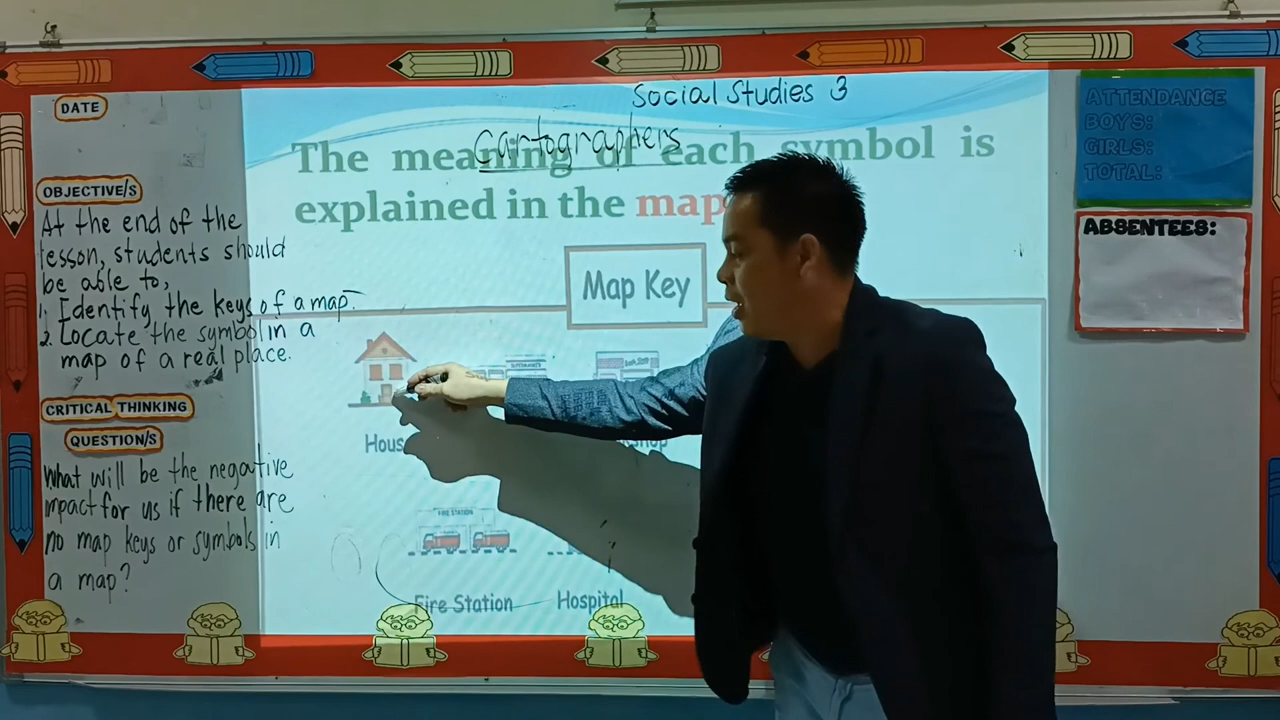 Social Studies 3
Cartographers
The meaning of each symbol is
explained in the map
Map Key
DATE
OBJECTIVE/S
At the end of the
lesson, students should
be able to,
1. Identify the keys of a map.
2. Locate the symbol in a
map of a real place.
CRITICAL THINKING
QUESTION/S
What will be the negative
impact for us if there are
no map keys or symbols in
a map?
SUPERMARKET
Hous
FIRE STATION
Fire Station
Hospital
ATTENDANCE
BOYS:
GIRLS:
TOTAL:
ABSENTEES: